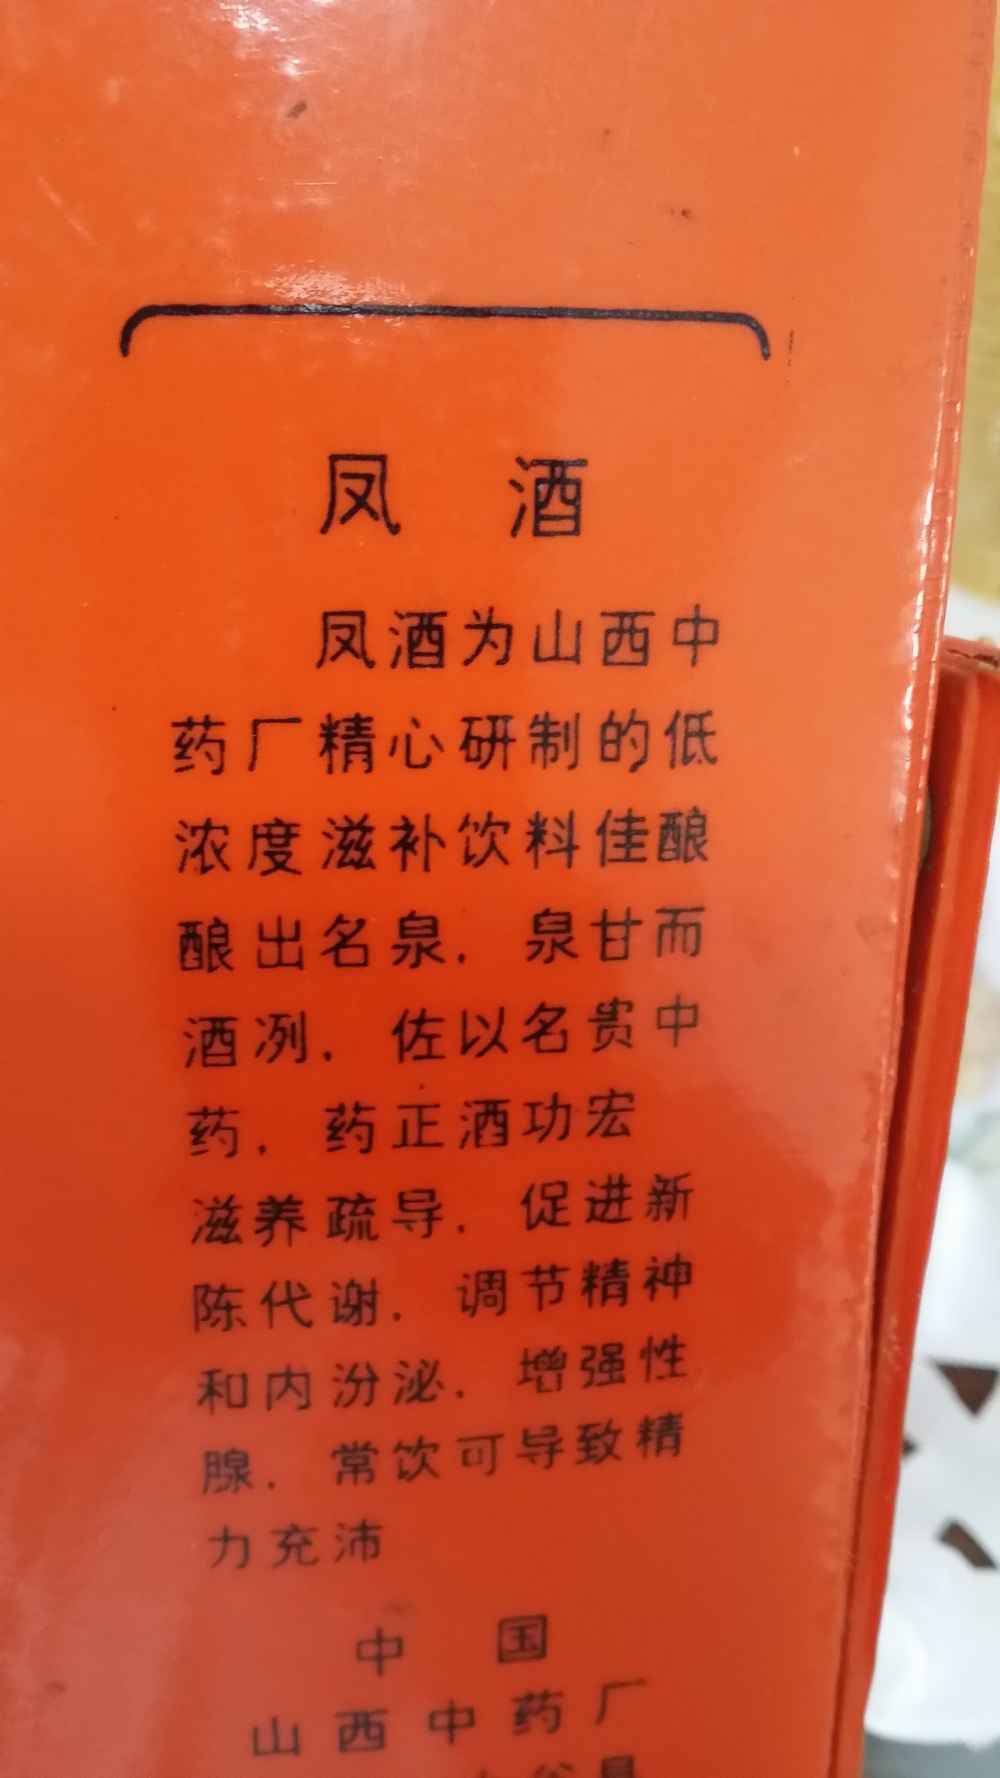 凤 酒
凤酒为山西中
药厂精心研制的低
浓度滋补饮料佳酿
酿出名泉.泉甘而
酒冽.佐以名贵中
药.药正酒功宏
滋养疏导.促进新
陈代谢.调节精神
和内汾泌.增强性
腺.常饮可导致精
力充沛
中 国
山西中药厂